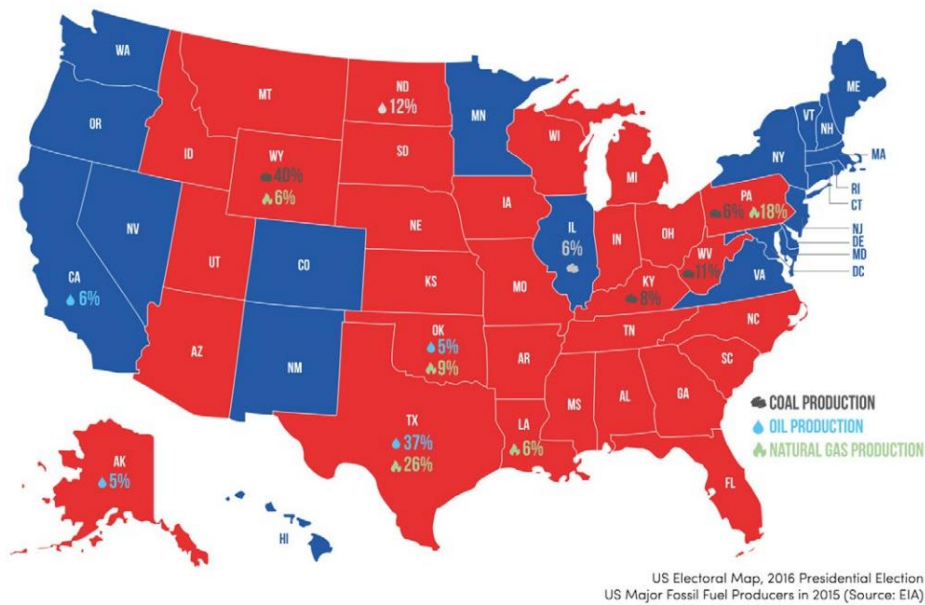 WA
ME
MT
ND
12%
MN
VT
NH
OR
MA
ID
SD
WI
NY
WY
40%
6%
MI
RI
CT
PA
6% 18%
IA
NJ
NE
DE
NV
IL
6%
IN
OH
MD
UT
CO
WV
11%
DC
CA
6%
VA
KS
MO
KY
8%
NC
TN
OK
5%
9%
AZ
NM
AR
SC
MS
AL
GA
COAL PRODUCTION
TX
37%
26%
LA
6%
OIL PRODUCTION
NATURAL GAS PRODUCTION
AK
5%
FL
HI
US Electoral Map, 2016 Presidential Election
US Major Fossil Fuel Producers in 2015 (Source: EIA)